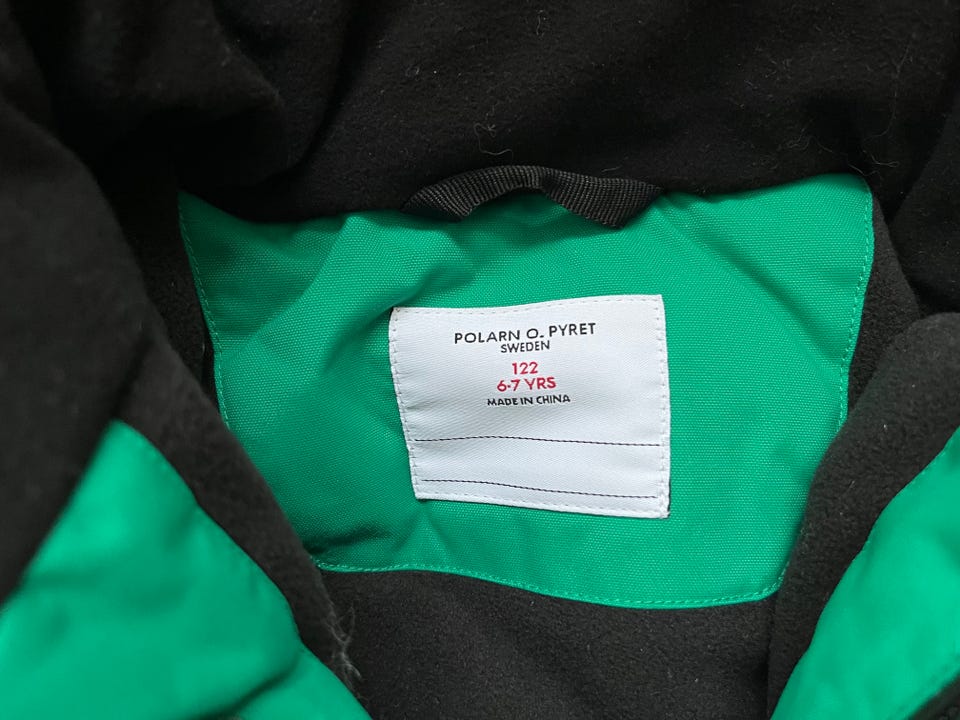 POLARN O. PYRET
SWEDEN
122
6-7 YRS
MADE IN CHINA